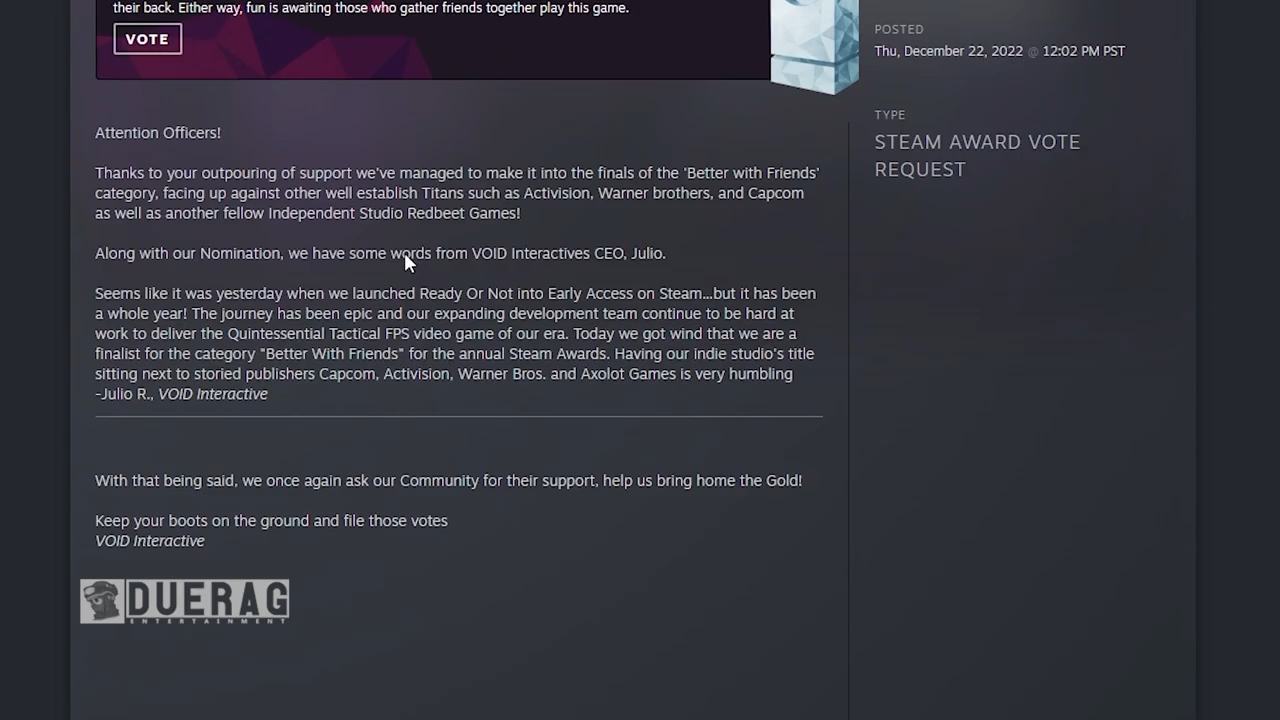 their back. Either way, fun is awaiting those who gather friends together play this game.
VOTE
POSTED
Thu, December 22, 2022 @ 12:02 PM PST
TYPE
STEAM AWARD VOTE
REQUEST
Attention Officers!
Thanks to your outpouring of support we've managed to make it into the finals of the 'Better with Friends'
category, facing up against other well establish Titans such as Activision, Warner brothers, and Capcom
as well as another fellow Independent Studio Redbeet Games!
Along with our Nomination, we have some words from VOID Interactives CEO, Julio.
Seems like it was yesterday when we launched Ready Or Not into Early Access on Steam...but it has been
a whole year! The journey has been epic and our expanding development team continue to be hard at
work to deliver the Quintessential Tactical FPS video game of our era. Today we got wind that we are a
finalist for the category "Better With Friends" for the annual Steam Awards. Having our indie studio's title
sitting next to storied publishers Capcom, Activision, Warner Bros. and Axolot Games is very humbling
-Julio R., VOID Interactive
With that being said, we once again ask our Community for their support, help us bring home the Gold!
Keep your boots on the ground and file those votes
VOID Interactive
DUERAG
ENTERTAINMENT